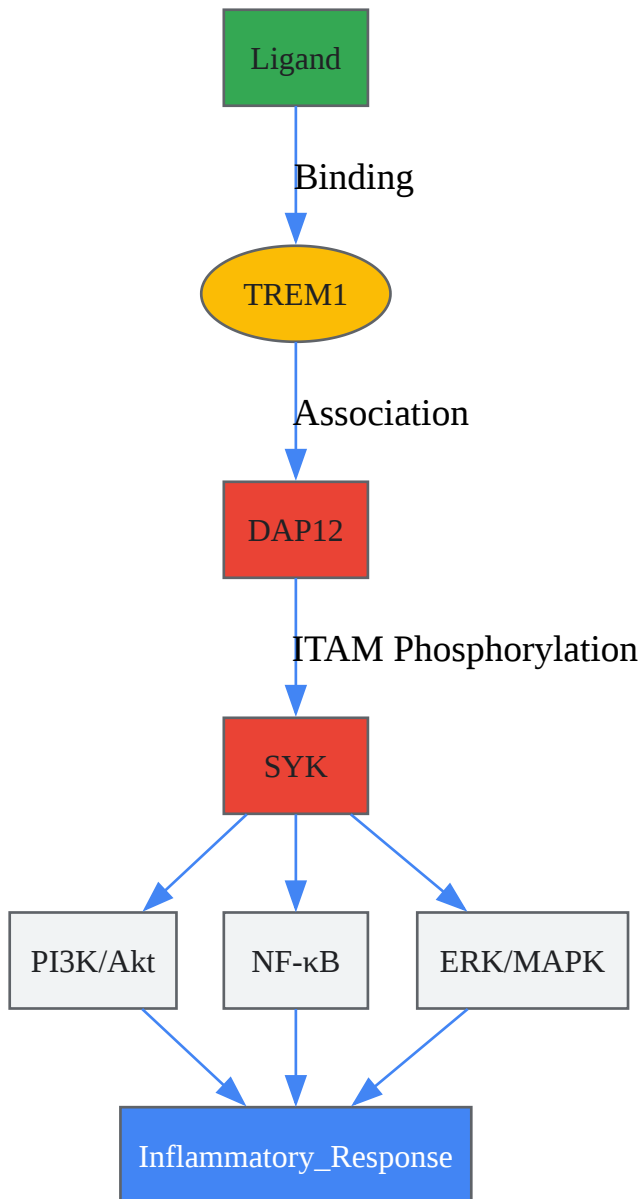 Ligand
Binding
TREM1
Association
DAP12
ITAM Phosphorylation
SYK
PI3K/Akt
NF-κB
ERK/MAPK
Inflammatory_Response